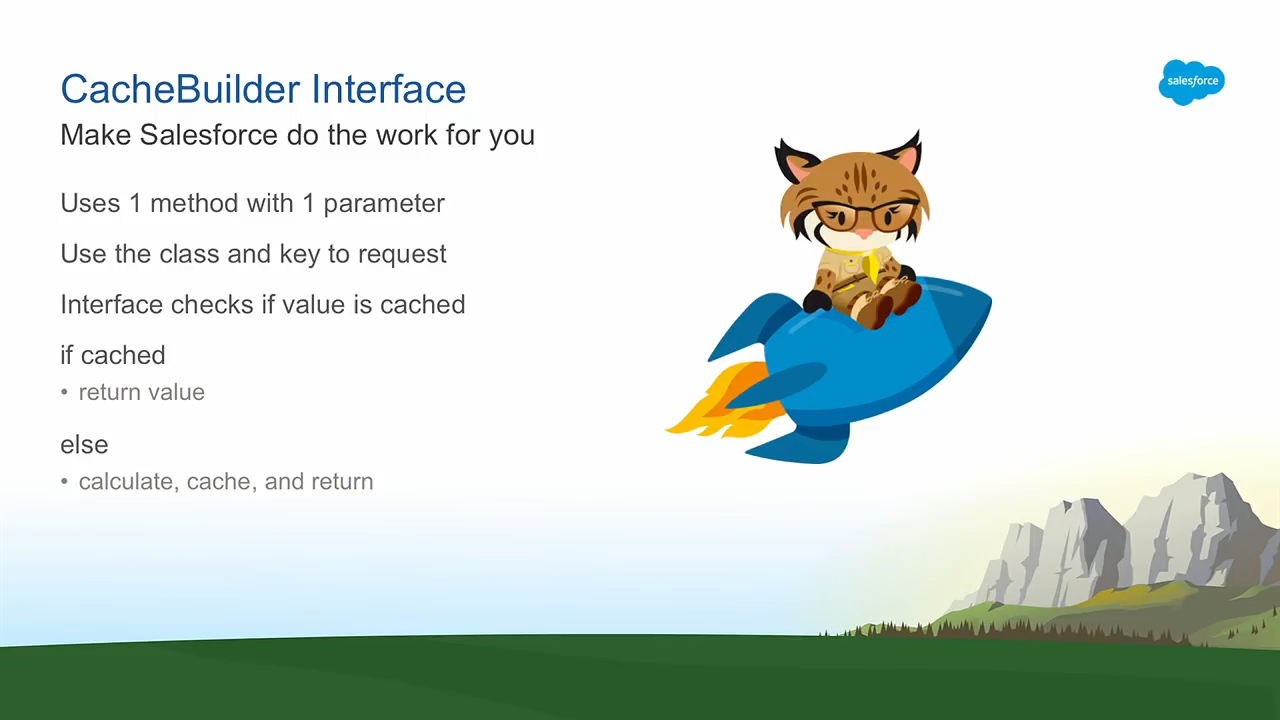 CacheBuilder Interface
salesforce
Make Salesforce do the work for you
Uses 1 method with 1 parameter
Use the class and key to request
Interface checks if value is cached
if cached
• return value
else
• calculate, cache, and return